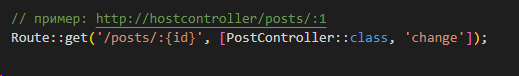 // пример: http://hostcontroller/posts/:1
Route::get('/posts/:{id}', [PostController::class, 'change']);